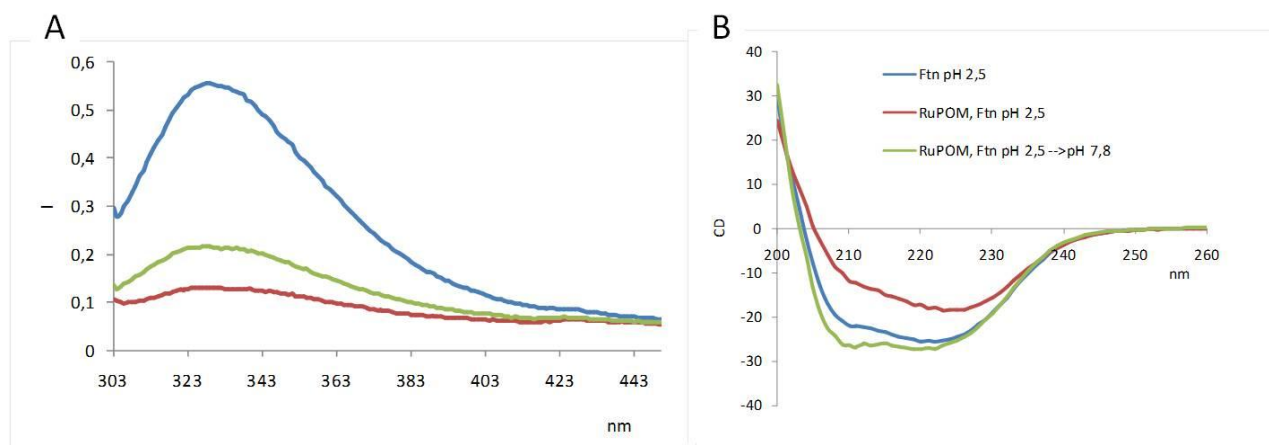 A
0,6
0,5
0,4
0,3
0,2
0,1
0
I
303 323 343 363 383 403 423 443
nm
B
40
30
20
10
0
-10
-20
-30
-40
CD
200 210 220 230 240 250 260
nm
Ftn pH 2,5
RuPOM, Ftn pH 2,5
RuPOM, Ftn pH 2,5 -->pH 7,8